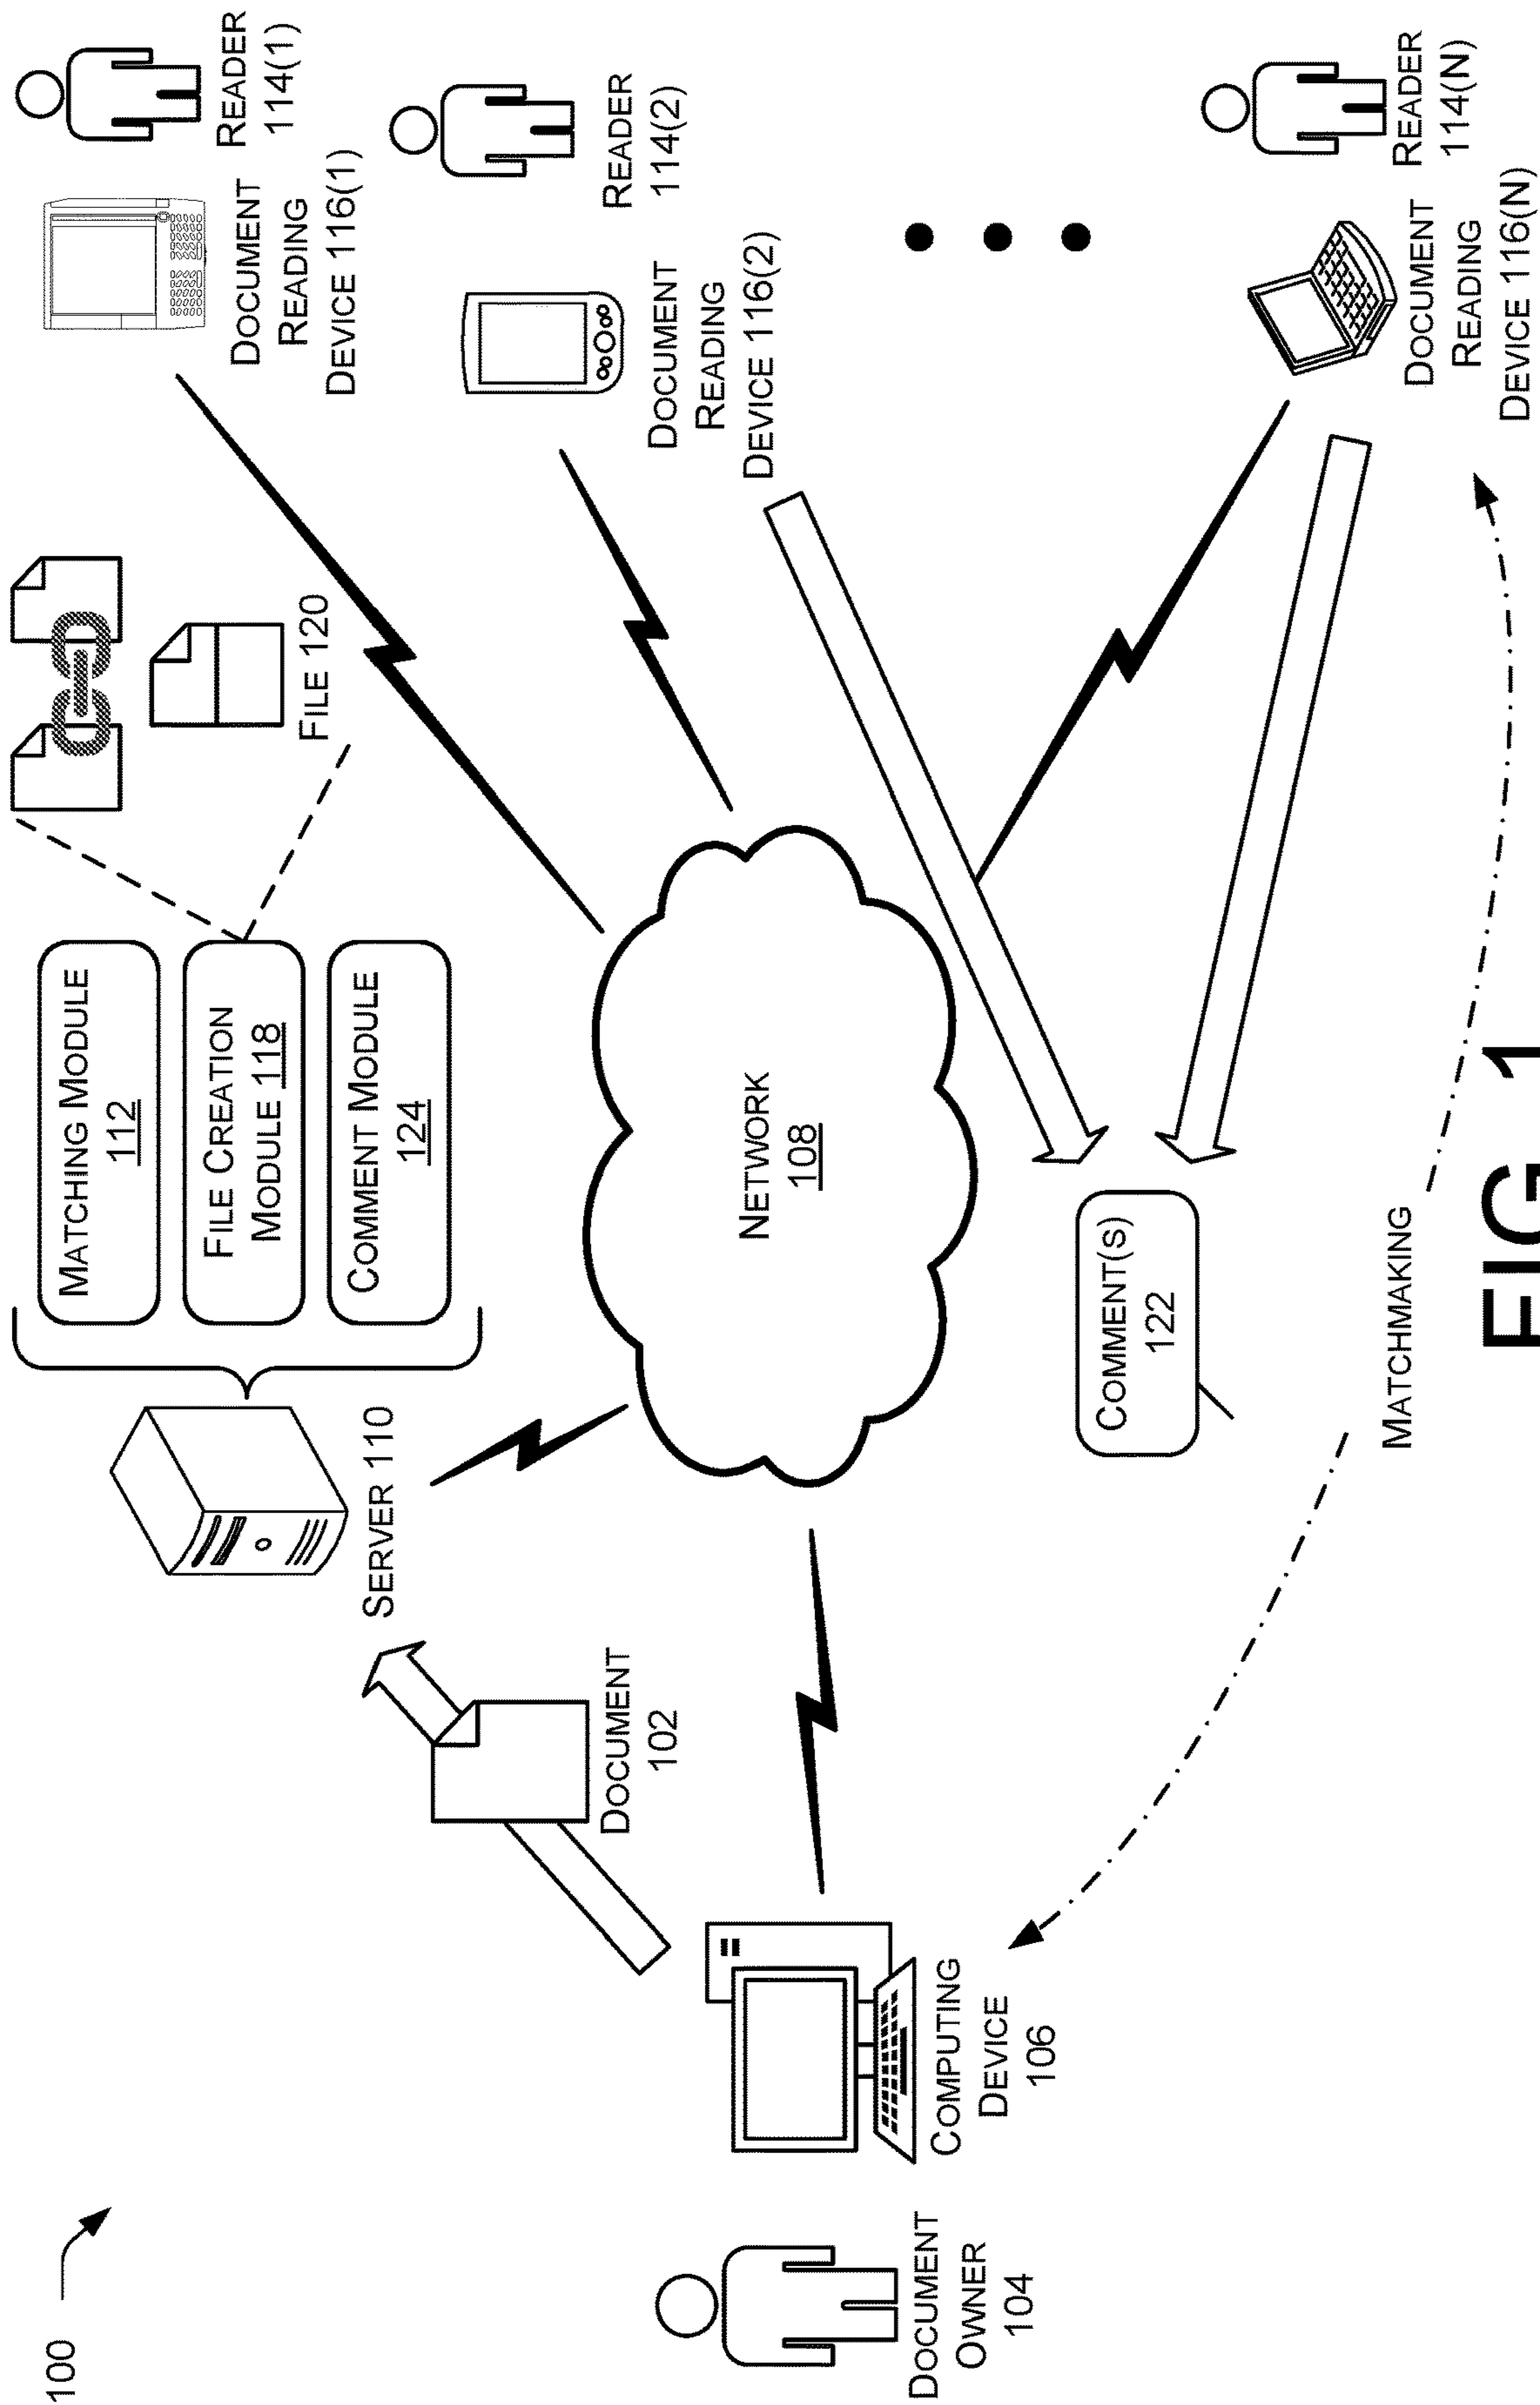 100
DOCUMENT
OWNER
104
COMPUTING
DEVICE
106
DOCUMENT
102
SERVER 110
MATCHING MODULE
112
FILE CREATION
MODULE 118
COMMENT MODULE
124
FILE 120
NETWORK
108
COMMENT(S)
122
MATCHMAKING
READER
114(1)
DOCUMENT
READING
DEVICE 116(1)
READER
114(2)
DOCUMENT
READING
DEVICE 116(2)
READER
114(N)
DOCUMENT
READING
DEVICE 116(N)
FIG. 1